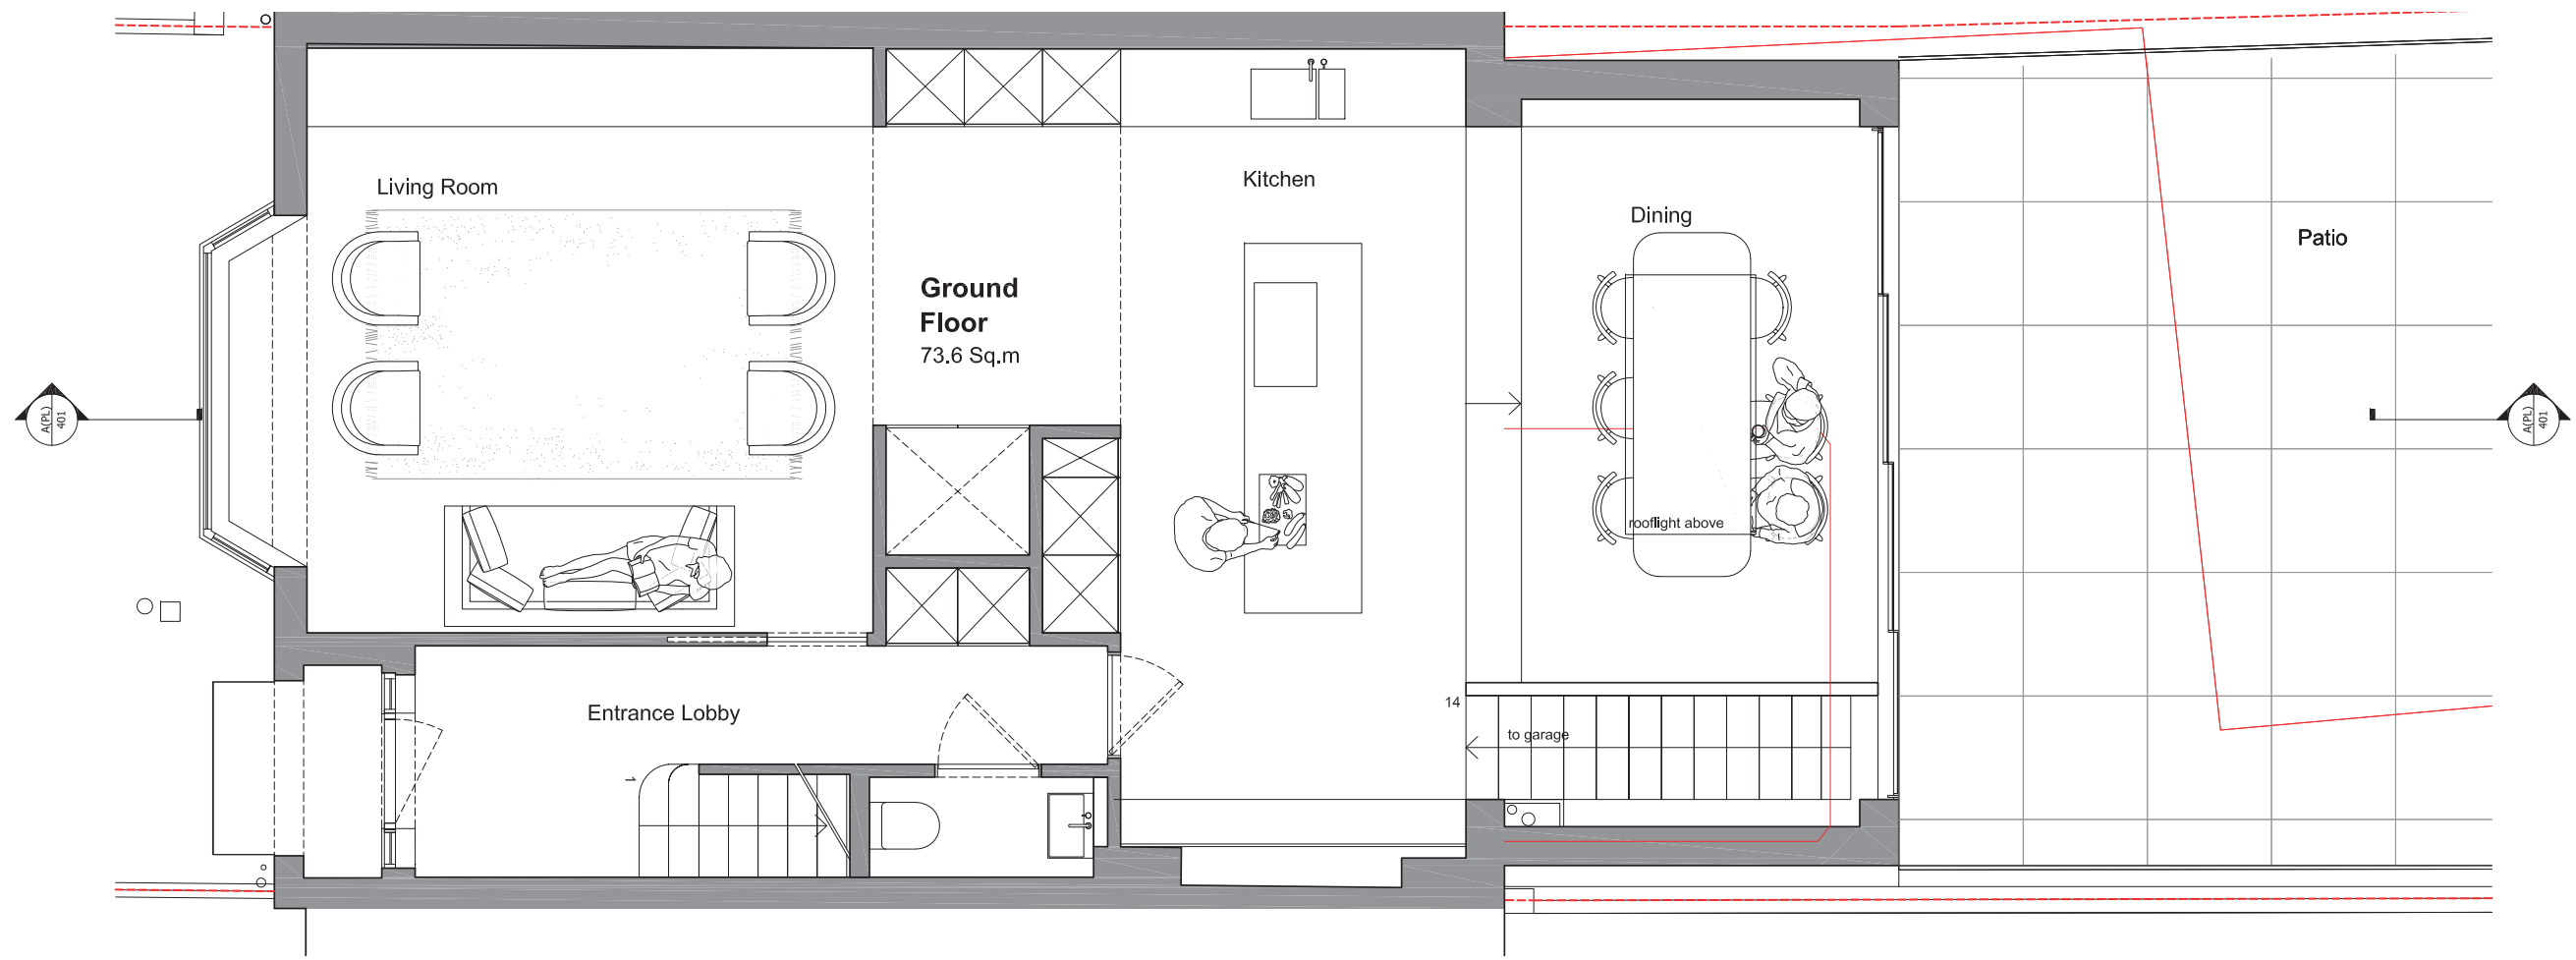 Living Room
Kitchen
Dining
Patio
Ground
Floor
73.6 Sq.m
A(PL)
401
A(PL)
401
rooflight above
14
Entrance Lobby
to garage
1